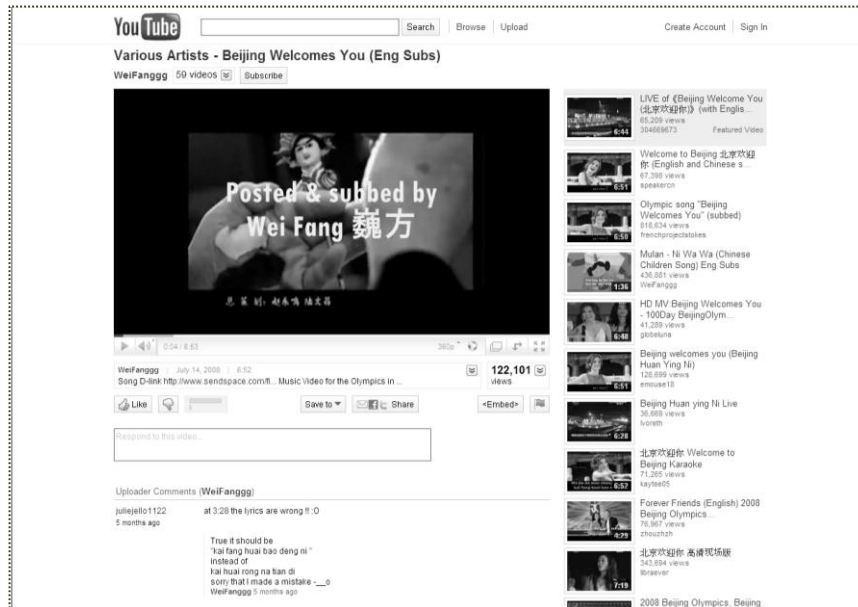 YouTube
Search Browse Upload Create Account Sign In
Various Artists - Beijing Welcomes You (Eng Subs)
WeiFanggg 59 videos Subscribe
Posted & subbed by
Wei Fang 巍方
0:04 / 6:53 360p
WeiFanggg July 14, 2008 6:52
Song D-link http://www.sendspace.com/fi... Music Video for the Olympics in ...
122,101
views
Like Save to Share <Embed>
Respond to this video...
Uploader Comments (WeiFanggg)
juliejello1122 at 3:28 the lyrics are wrong !! :O
5 months ago
True it should be
"kai fang huai bao deng ni "
instead of
kai huai rong na tian di
sorry that I made a mistake -__o
WeiFanggg 5 months ago
LIVE of《Beijing Welcome You
(北京欢迎你)》 (with Englis...
65,209 views
304669673 Featured Video
6:44
Welcome to Beijing 北京欢迎
你 (English and Chinese s...
67,398 views
speakercn
6:51
Olympic song "Beijing
Welcomes You" (subbed)
818,634 views
frenchprojectstokes
6:50
Mulan - Ni Wa Wa (Chinese
Children Song) Eng Subs
436,881 views
WeiFanggg
1:36
HD MV:Beijing Welcomes You
- 100Day BeijingOlym...
41,289 views
globeluna
6:48
Beijing welcomes you (Beijing
Huan Ying Ni)
128,699 views
emouse18
6:51
Beijing Huan ying Ni Live
36,669 views
lvoreth
6:28
北京欢迎你 Welcome to
Beijing Karaoke
71,265 views
kaytee05
6:52
Forever Friends (English) 2008
Beijing Olympics...
76,967 views
zhouzhzh
4:29
北京欢迎你 高清现场版
343,694 views
libraever
7:19
2008 Beijing Olympics, Beijing